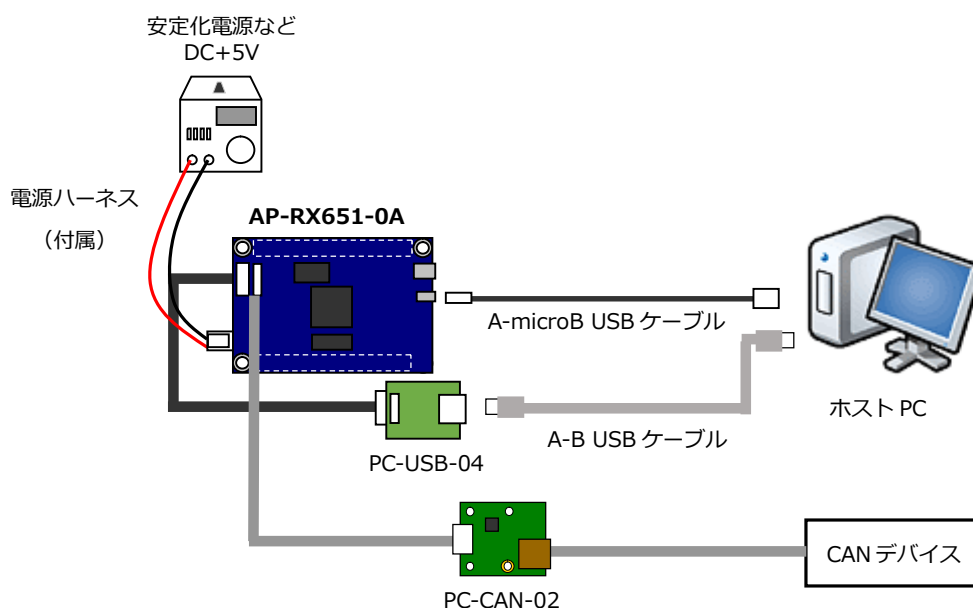 安定化電源など
DC+5V
電源ハーネス
（付属）
AP-RX651-0A
A-microB USB ケーブル
ホスト PC
A-B USB ケーブル
PC-USB-04
CAN デバイス
PC-CAN-02